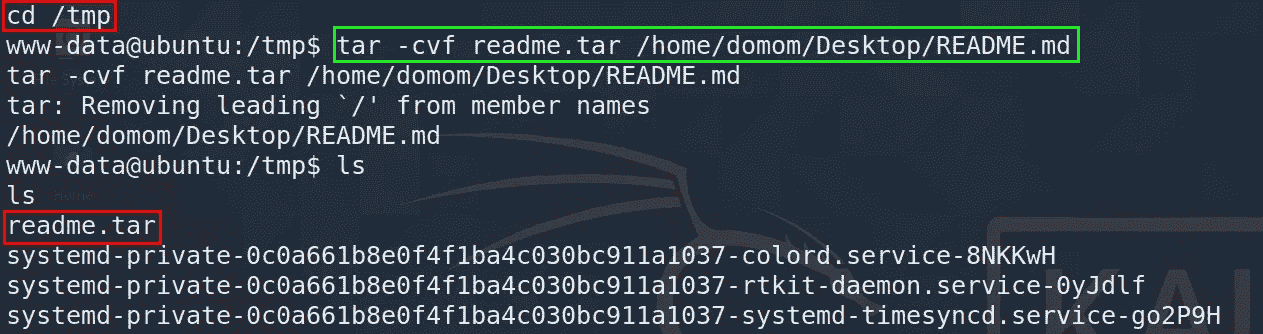 cd /tmp
www-data@ubuntu:/tmp$ tar -cvf readme.tar /home/domom/Desktop/README.md
tar -cvf readme.tar /home/domom/Desktop/README.md
tar: Removing leading `/' from member names
/home/domom/Desktop/README.md
www-data@ubuntu:/tmp$ ls
ls
readme.tar
systemd-private-0c0a661b8e0f4f1ba4c030bc911a1037-colord.service-8NKKwH
systemd-private-0c0a661b8e0f4f1ba4c030bc911a1037-rtkit-daemon.service-0yJdlf
systemd-private-0c0a661b8e0f4f1ba4c030bc911a1037-systemd-timesyncd.service-go2P9H